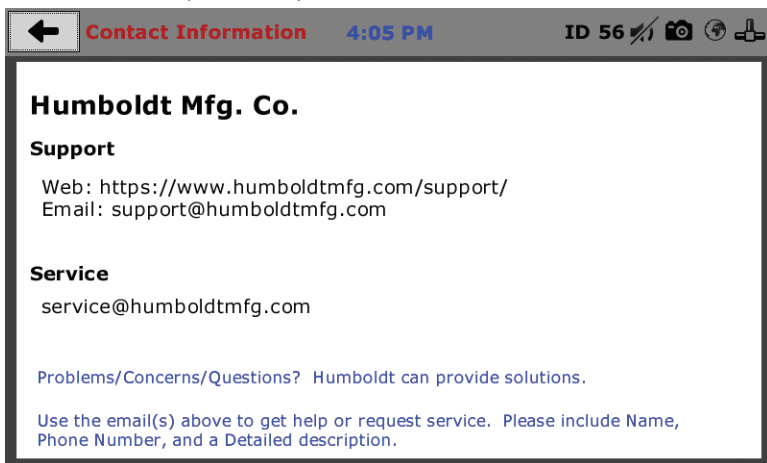 Contact Information 4:05 PM ID 56
Humboldt Mfg. Co.
Support
Web: https://www.humboldtmfg.com/support/
Email: support@humboldtmfg.com
Service
service@humboldtmfg.com
Problems/Concerns/Questions? Humboldt can provide solutions.
Use the email(s) above to get help or request service. Please include Name,
Phone Number, and a Detailed description.